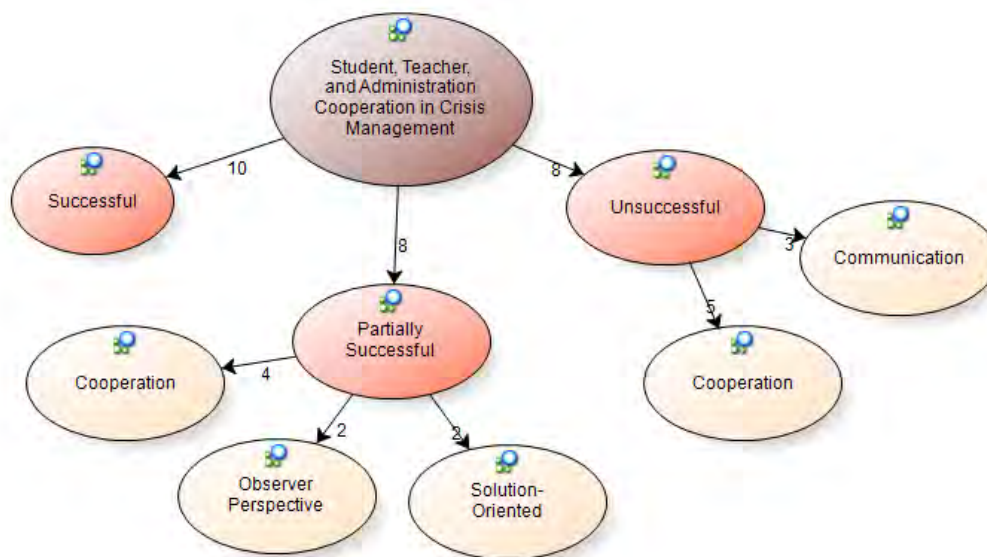 Student, Teacher,
and Administration
Cooperation in Crisis
Management
10
8
8
Successful
Unsuccessful
3
Communication
5
Partially
Successful
Cooperation
4
Cooperation
2
2
Observer
Perspective
Solution-
Oriented